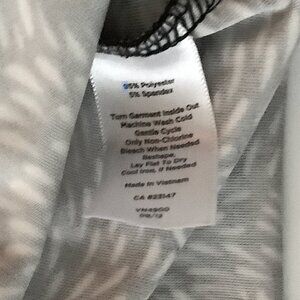 95% Polyester
5% Spandex
Turn Garment Inside Out
Machine Wash Cold
Gentle Cycle
Only Non-Chlorine
Bleach When Needed
Reshape,
Lay Flat To Dry
Cool Iron, if Needed
Made in Vietnam
CA #23147